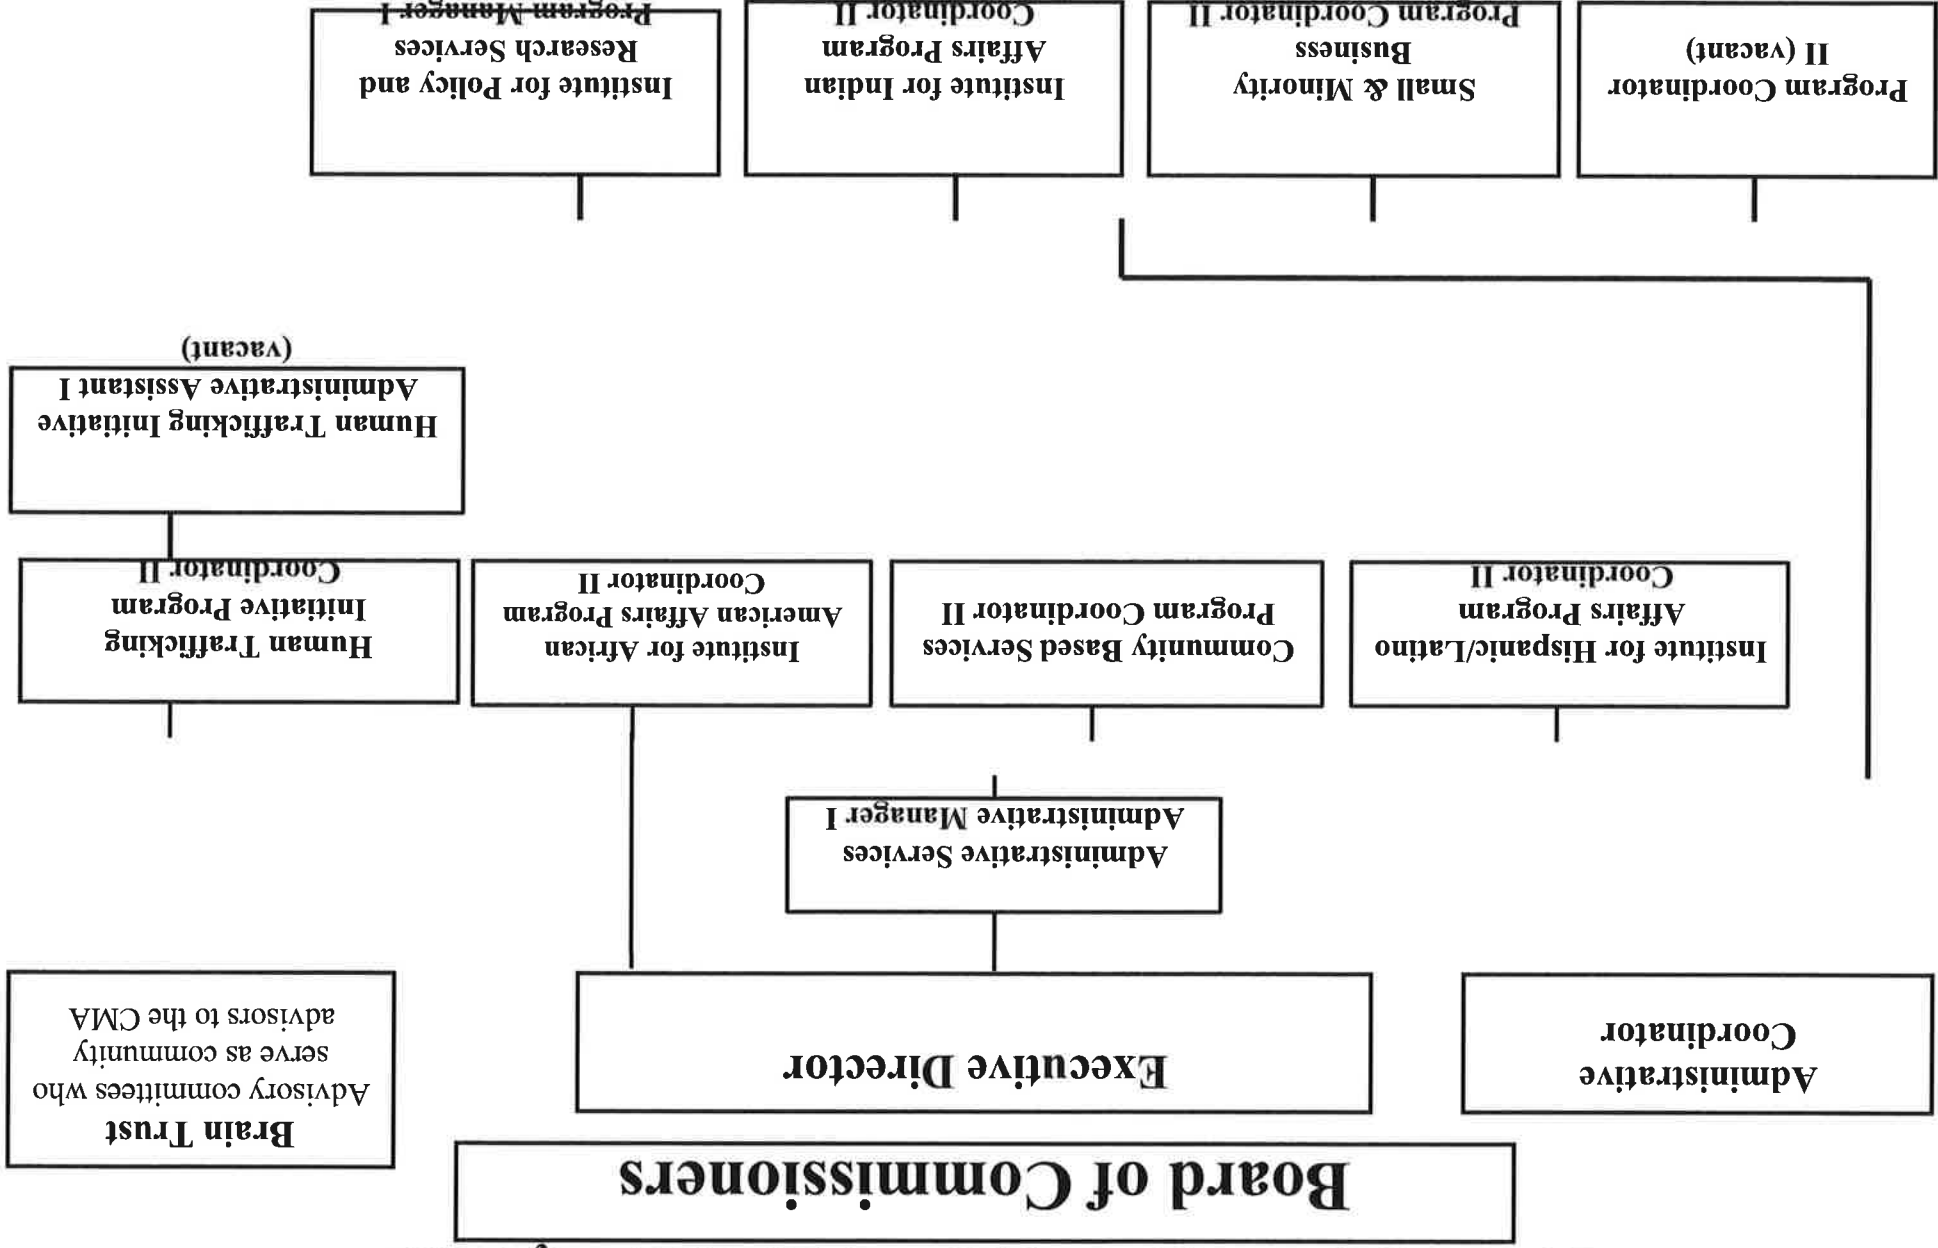 Board of Commissioners
Administrative
Coordinator
Executive Director
Brain Trust
Advisory committees who
serve as community
advisors to the CMA
Administrative Services
Administrative Manager I
Institute for Hispanic/Latino
Affairs Program
Coordinator II
Community Based Services
Program Coordinator II
Institute for African
American Affairs Program
Coordinator II
Human Trafficking
Initiative Program
Coordinator II
Human Trafficking Initiative
Administrative Assistant I
(vacant)
Program Coordinator
II (vacant)
Small & Minority
Business
Program Coordinator II
Institute for Indian
Affairs Program
Coordinator II
Institute for Policy and
Research Services
Program Manager I